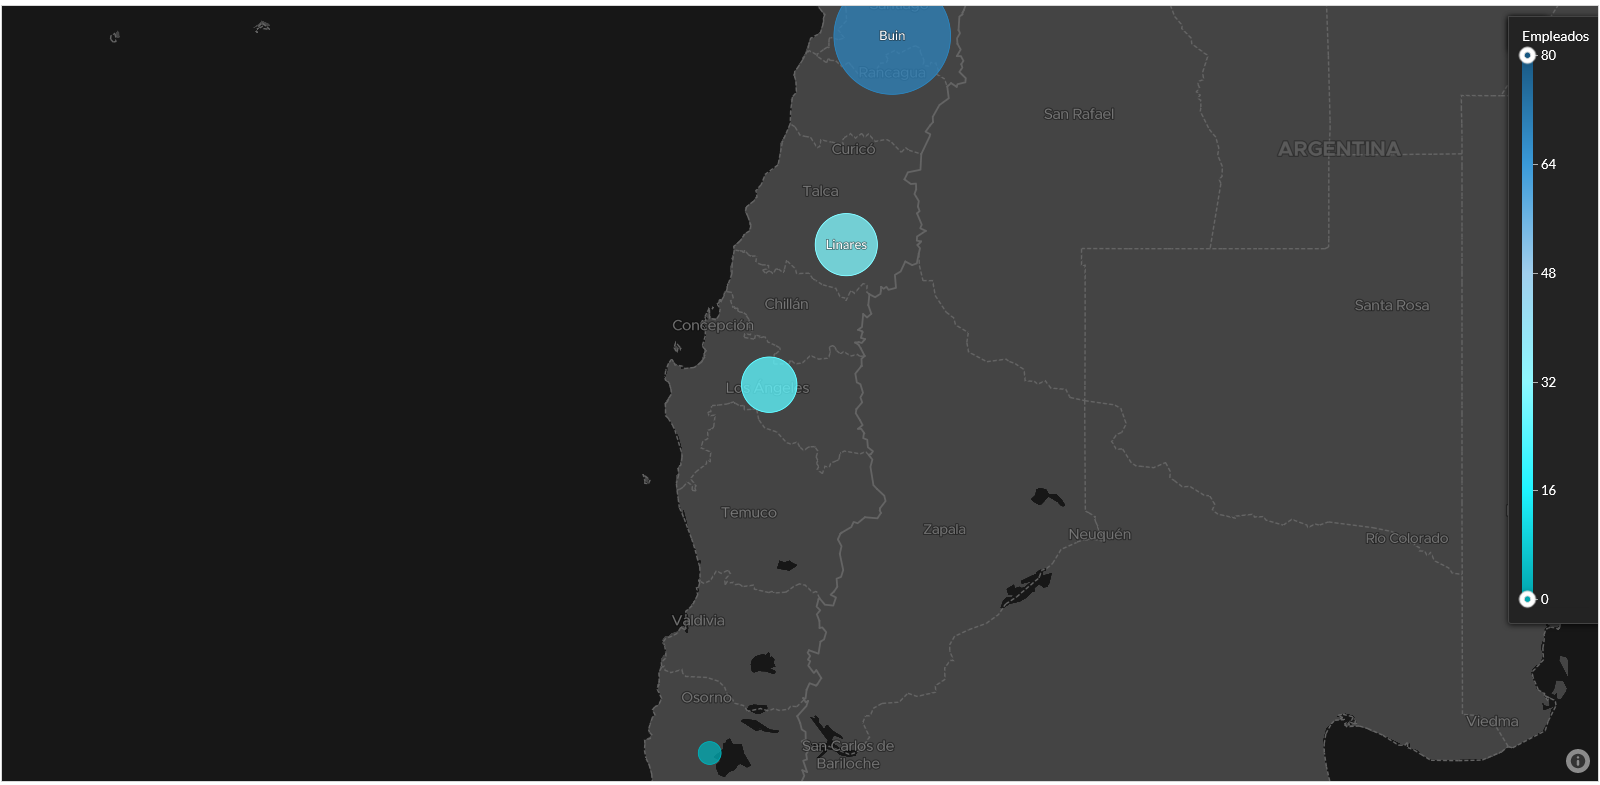 Buin
Rancagua
San Rafael
ARGENTINA
Curicó
Talca
Linares
Chillán
Santa Rosa
Concepción
Los Ángeles
Temuco
Zapala
Neuquén
Río Colorado
Valdivia
Osorno
San Carlos de
Bariloche
Viedma
Empleados
80
64
48
32
16
0